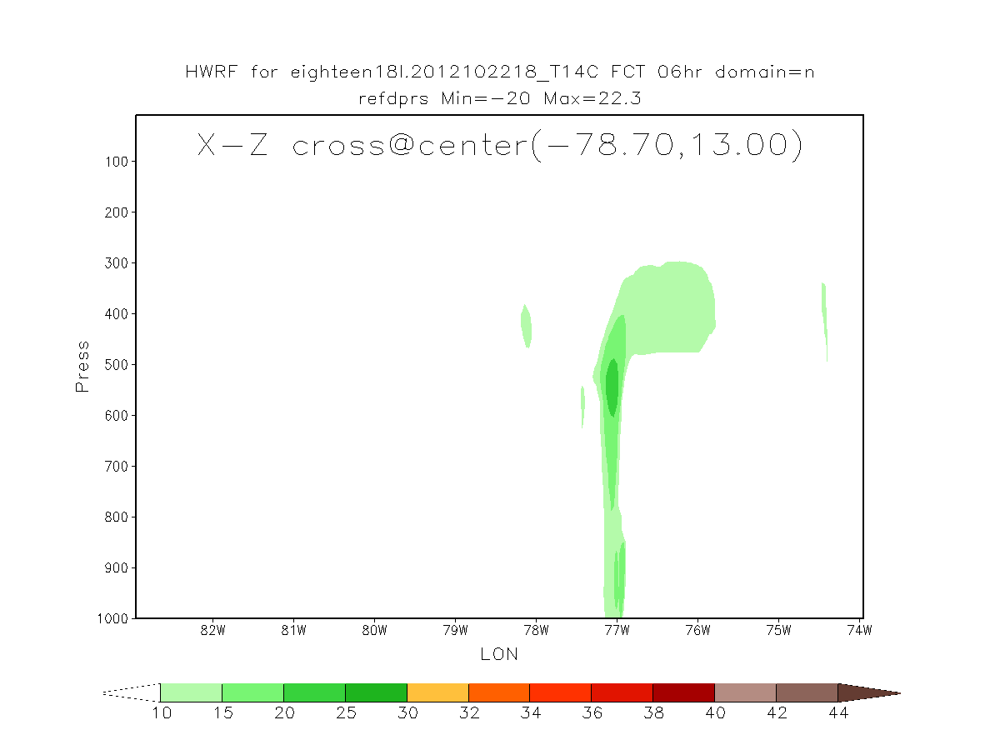 HWRF for eighteen18l.2012102218_T14C FCT 06hr domain=n
refdprs Min=-20 Max=22.3
X-Z cross@center(-78.70,13.00)
100
200
300
400
500
600
700
800
900
1000
Press
82W 81W 80W 79W 78W 77W 76W 75W 74W
LON
10 15 20 25 30 32 34 36 38 40 42 44